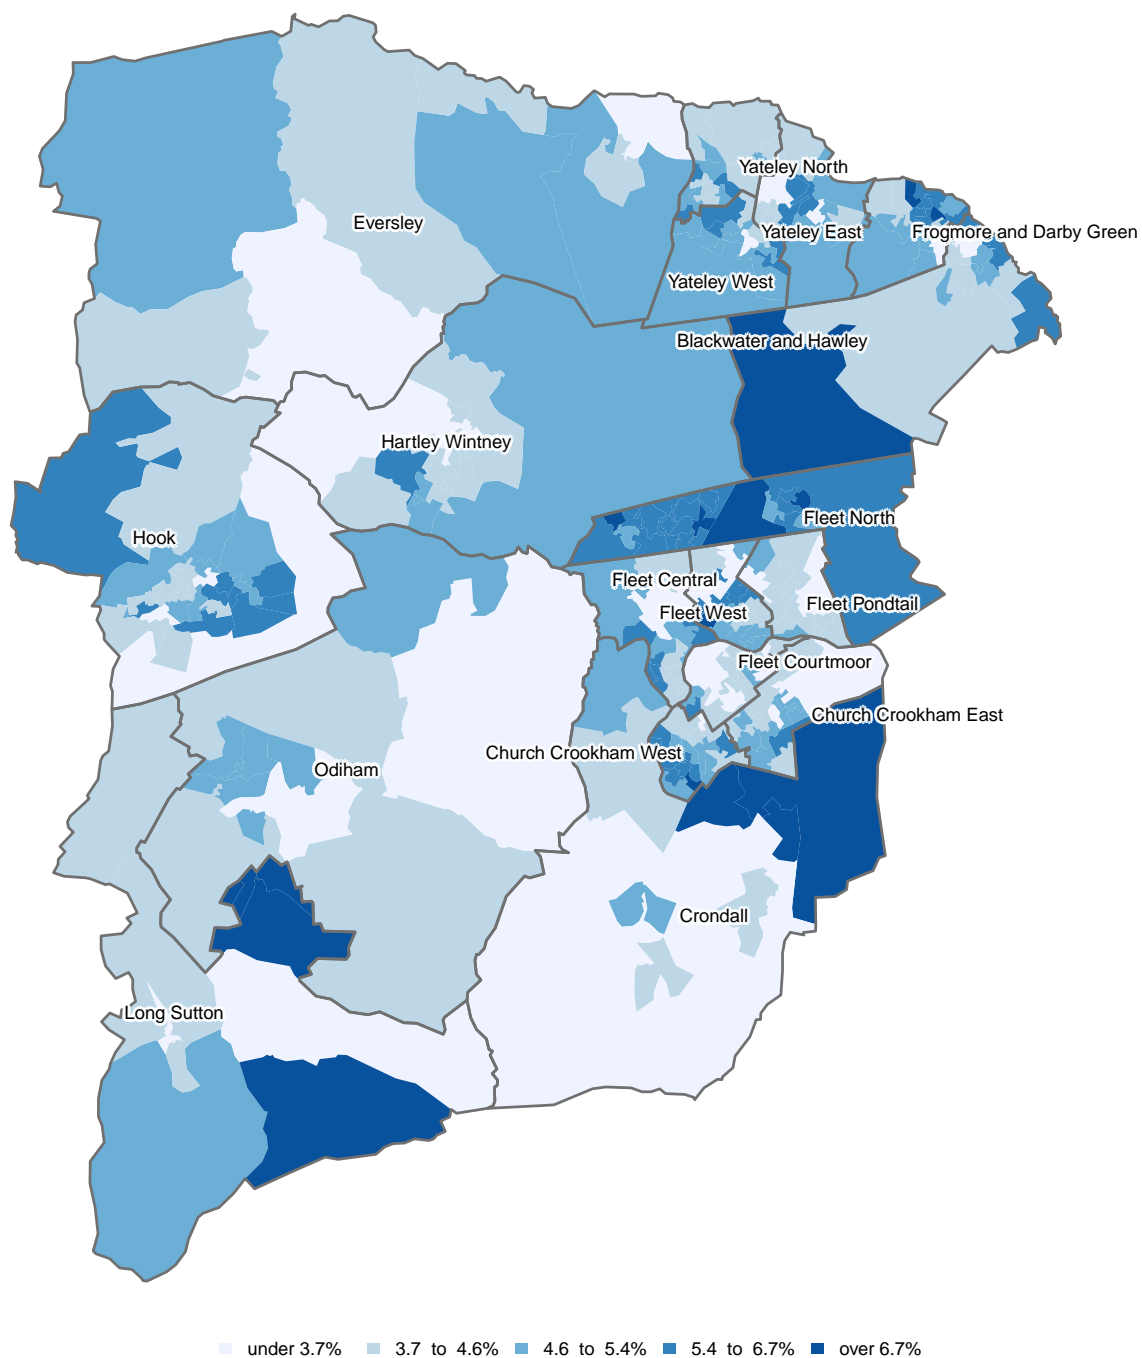 Yateley North
Eversley
Yateley East
Frogmore and Darby Green
Yateley West
Blackwater and Hawley
Hartley Wintney
Fleet North
Hook
Fleet Central
Fleet Pondtail
Fleet West
Fleet Courtmoor
Church Crookham East
Church Crookham West
Odiham
Crondall
Long Sutton
under 3.7% 3.7 to 4.6% 4.6 to 5.4% 5.4 to 6.7% over 6.7%